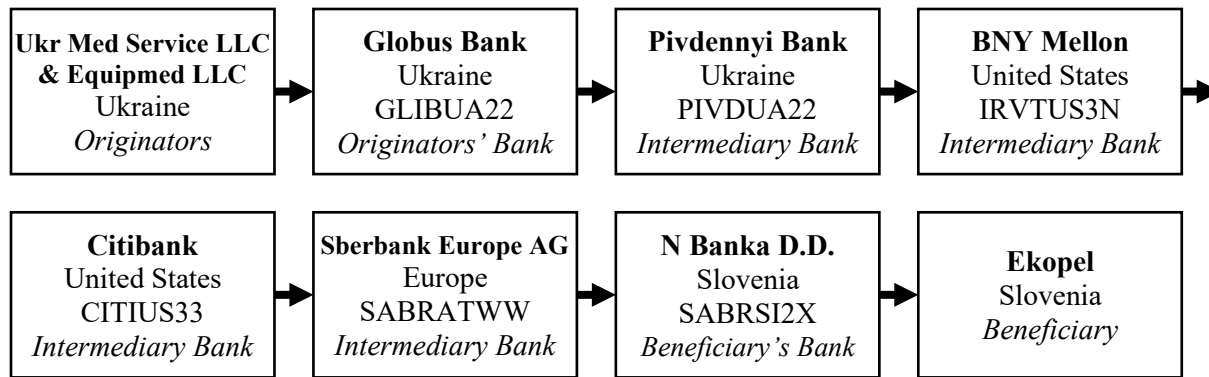 Ukr Med Service LLC
& Equipmed LLC
Ukraine
Originators
Globus Bank
Ukraine
GLIBUA22
Originators’ Bank
Pivdennyi Bank
Ukraine
PIVDUA22
Intermediary Bank
BNY Mellon
United States
IRVTUS3N
Intermediary Bank
Citibank
United States
CITIUS33
Intermediary Bank
Sberbank Europe AG
Europe
SABRATWW
Intermediary Bank
N Banka D.D.
Slovenia
SABRSI2X
Beneficiary’s Bank
Ekopel
Slovenia
Beneficiary